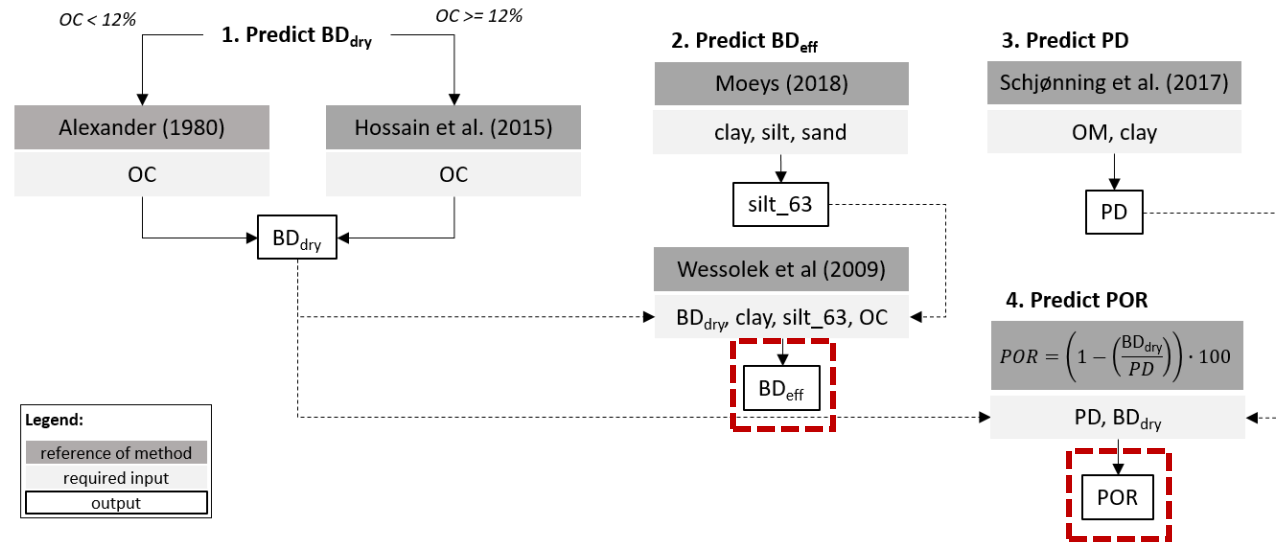 OC < 12%
OC >= 12%
1. Predict BDdry
Alexander (1980)
OC
Hossain et al. (2015)
OC
BDdry
2. Predict BDeff
Moeys (2018)
clay, silt, sand
silt_63
Wessolek et al (2009)
BDdry, clay, silt_63, OC
BDeff
3. Predict PD
Schjønning et al. (2017)
OM, clay
PD
4. Predict POR
POR = (1 − (BDdry/PD)) · 100
PD, BDdry
POR
Legend:
reference of method
required input
output